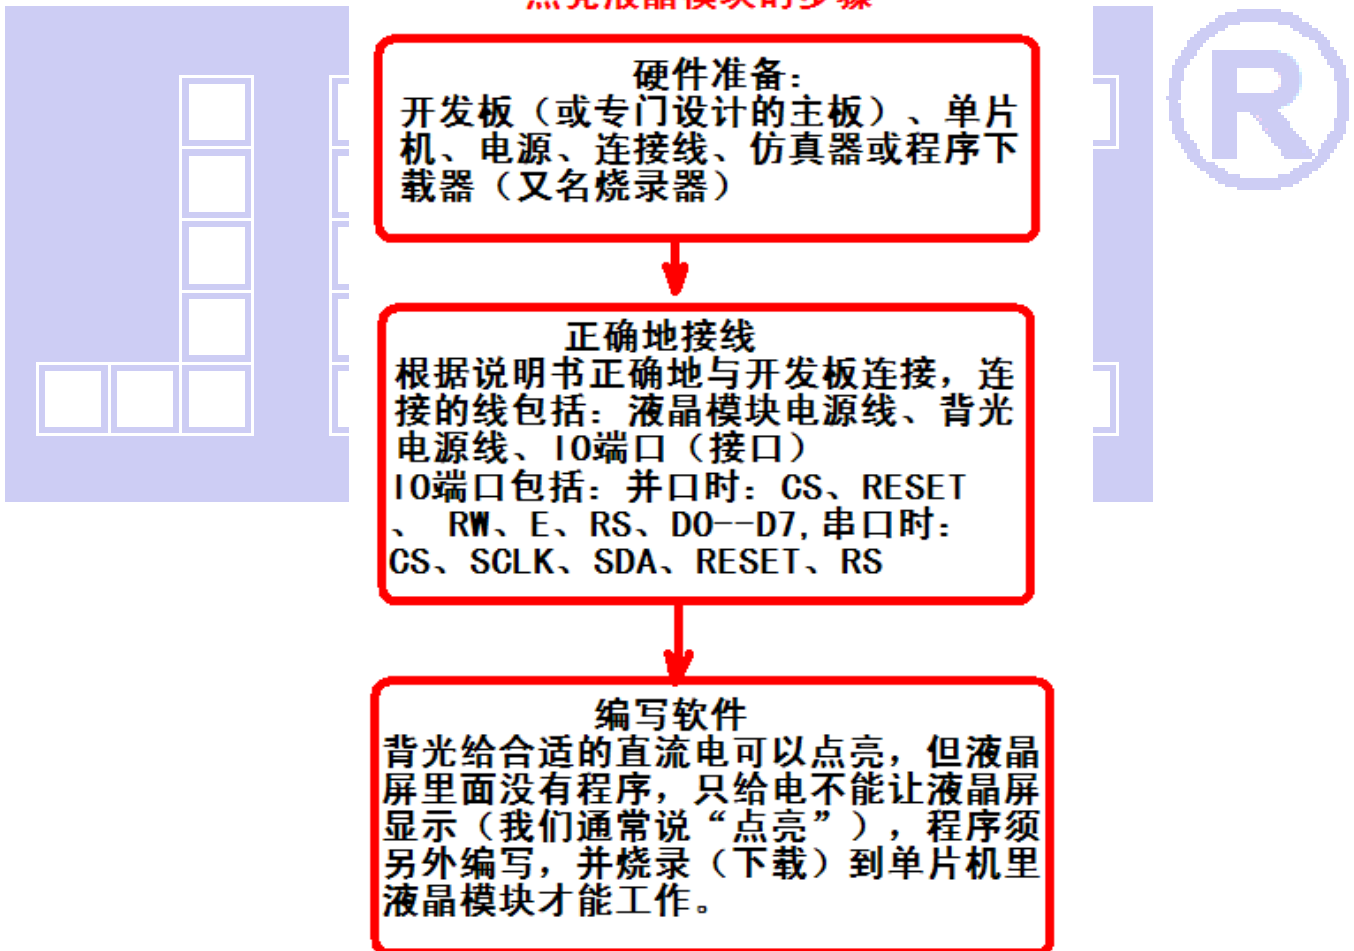 点亮液晶模块的步骤
®
硬件准备：
开发板（或专门设计的主板）、单片
机、电源、连接线、仿真器或程序下
载器（又名烧录器）
正确地接线
根据说明书正确地与开发板连接，连
接的线包括：液晶模块电源线、背光
电源线、IO端口（接口）
IO端口包括：并口时：CS、RESET
、 RW、E、RS、D0--D7,串口时：
CS、SCLK、SDA、RESET、RS
编写软件
背光给合适的直流电可以点亮，但液晶
屏里面没有程序，只给电不能让液晶屏
显示（我们通常说“点亮”），程序须
另外编写，并烧录（下载）到单片机里
液晶模块才能工作。